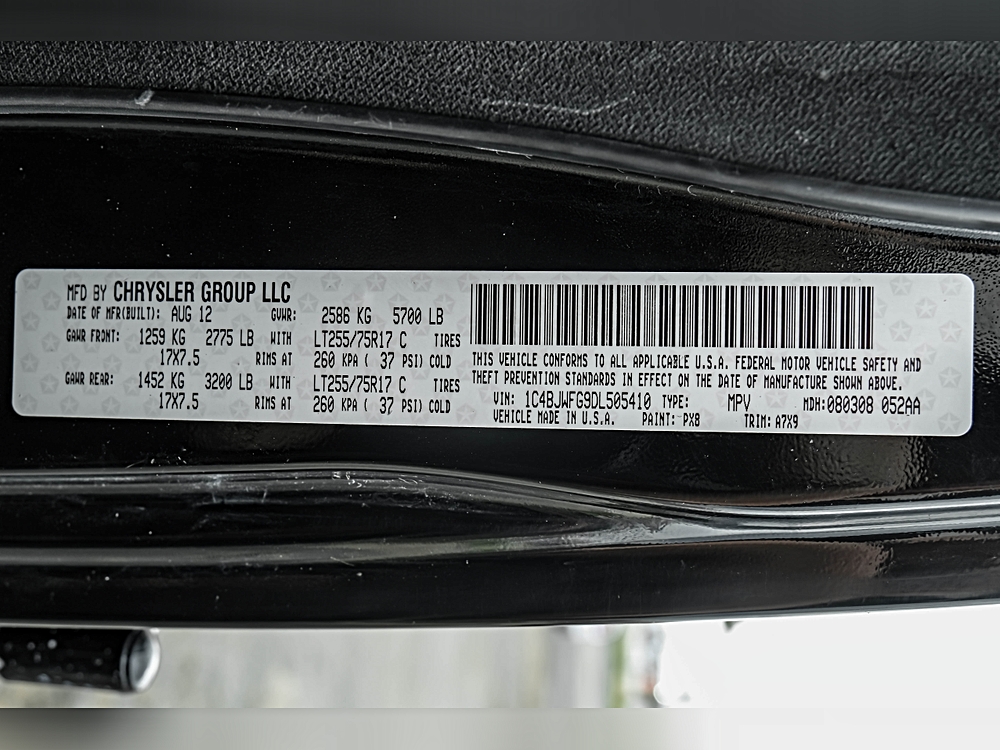 MFD BY CHRYSLER GROUP LLC
DATE OF MFR(BUILT): AUG 12 GVWR: 2586 KG 5700 LB
GAWR FRONT: 1259 KG 2775 LB WITH LT255/75R17 C TIRES
17X7.5 RIMS AT 260 KPA ( 37 PSI) COLD
GAWR REAR: 1452 KG 3200 LB WITH LT255/75R17 C TIRES
17X7.5 RIMS AT 260 KPA ( 37 PSI) COLD
THIS VEHICLE CONFORMS TO ALL APPLICABLE U.S.A. FEDERAL MOTOR VEHICLE SAFETY AND
THEFT PREVENTION STANDARDS IN EFFECT ON THE DATE OF MANUFACTURE SHOWN ABOVE.
VIN: 1C4BJWFG9DL505410 TYPE: MPV MDH:080308 052AA
VEHICLE MADE IN U.S.A. PAINT: PX8 TRIM: A7X9